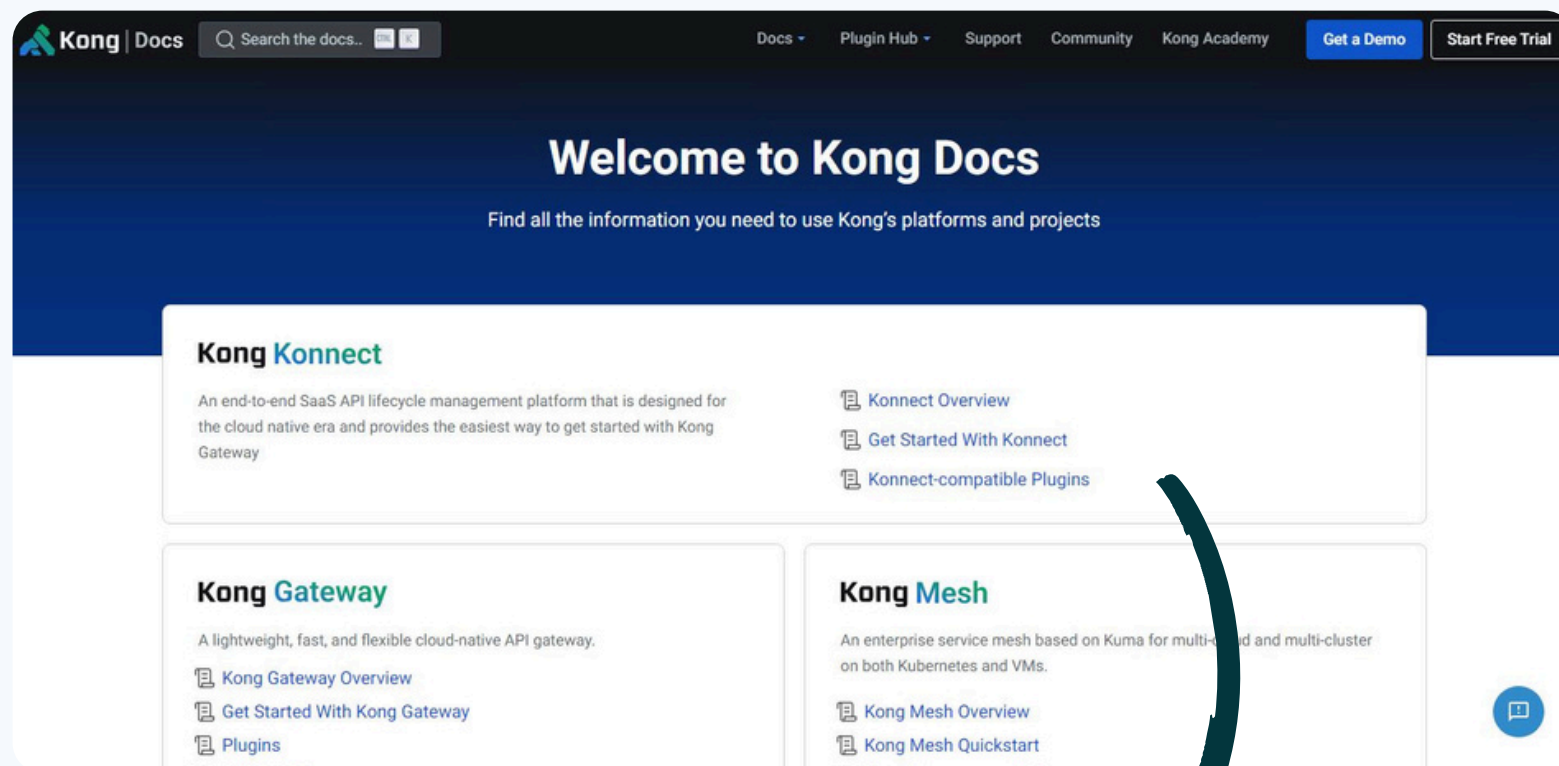 Kong | Docs
Search the docs..
CTRL K
Docs
Plugin Hub
Support
Community
Kong Academy
Get a Demo
Start Free Trial
Welcome to Kong Docs
Find all the information you need to use Kong’s platforms and projects
Kong Konnect
An end-to-end SaaS API lifecycle management platform that is designed for
the cloud native era and provides the easiest way to get started with Kong
Gateway
Konnect Overview
Get Started With Konnect
Konnect-compatible Plugins
Kong Gateway
A lightweight, fast, and flexible cloud-native API gateway.
Kong Gateway Overview
Get Started With Kong Gateway
Plugins
Kong Mesh
An enterprise service mesh based on Kuma for multi-cloud and multi-cluster
on both Kubernetes and VMs.
Kong Mesh Overview
Kong Mesh Quickstart